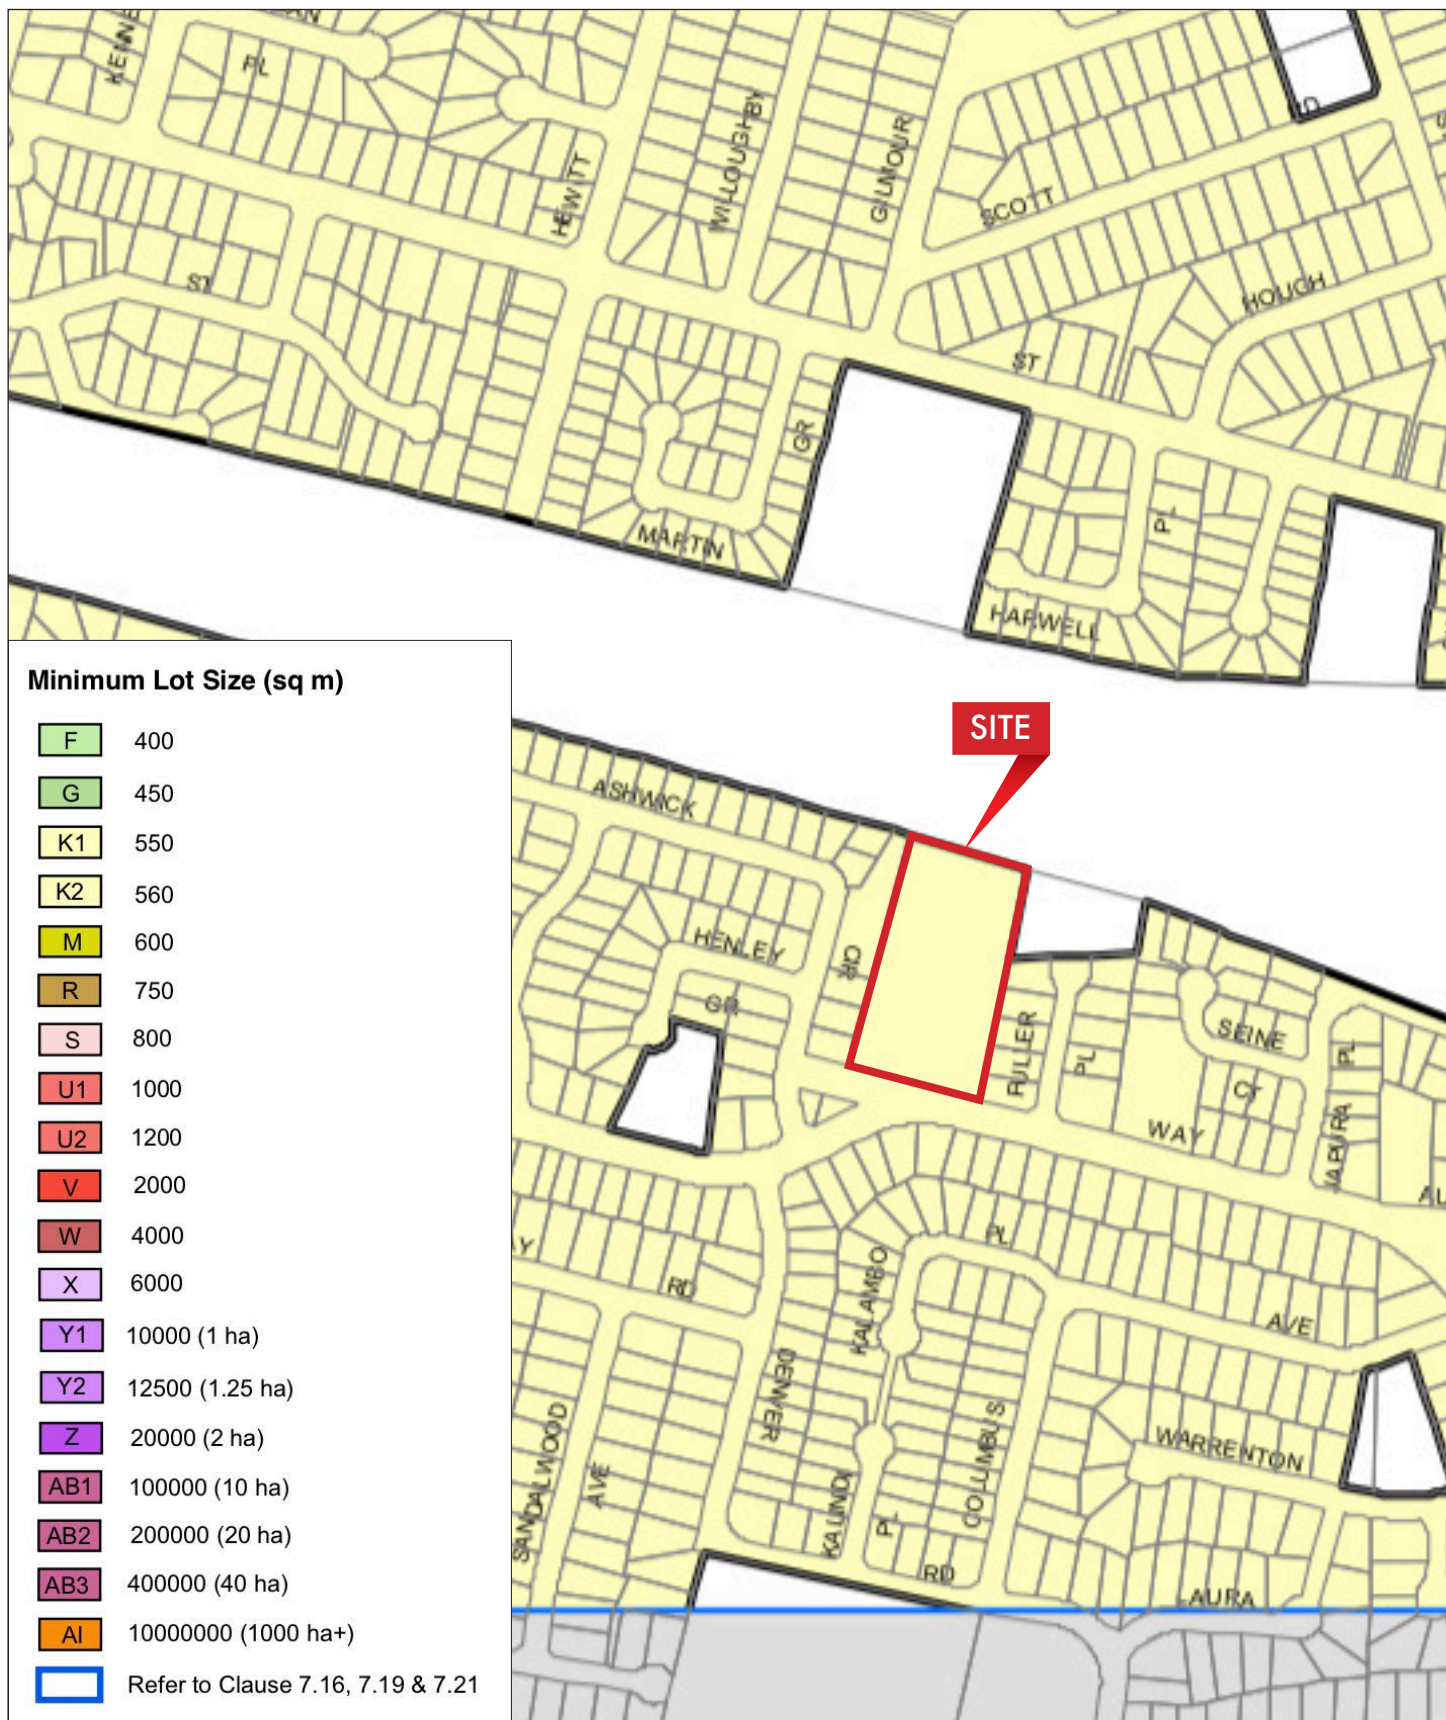 PL
HEWITT
WILLOUGHBY
GILMOUR
SCOTT
HOUGH
ST
ST
GR
MARTIN
PL
HARWELL
SITE
Minimum Lot Size (sq m)
F 400
G 450
K1 550
K2 560
M 600
R 750
S 800
U1 1000
U2 1200
V 2000
W 4000
X 6000
Y1 10000 (1 ha)
Y2 12500 (1.25 ha)
Z 20000 (2 ha)
AB1 100000 (10 ha)
AB2 200000 (20 ha)
AB3 400000 (40 ha)
AI 10000000 (1000 ha+)
Refer to Clause 7.16, 7.19 & 7.21
ASHWICK
HENLEY
CIR
GR
FULLER
PL
SEINE
CT
PL
JAPURA
WAY
PL
KALAMBO
RD
AVE
DENVER
SANDALWOOD
AVE
COLUMBUS
WARRENTON
KALINDI
PL
RD
LAURA